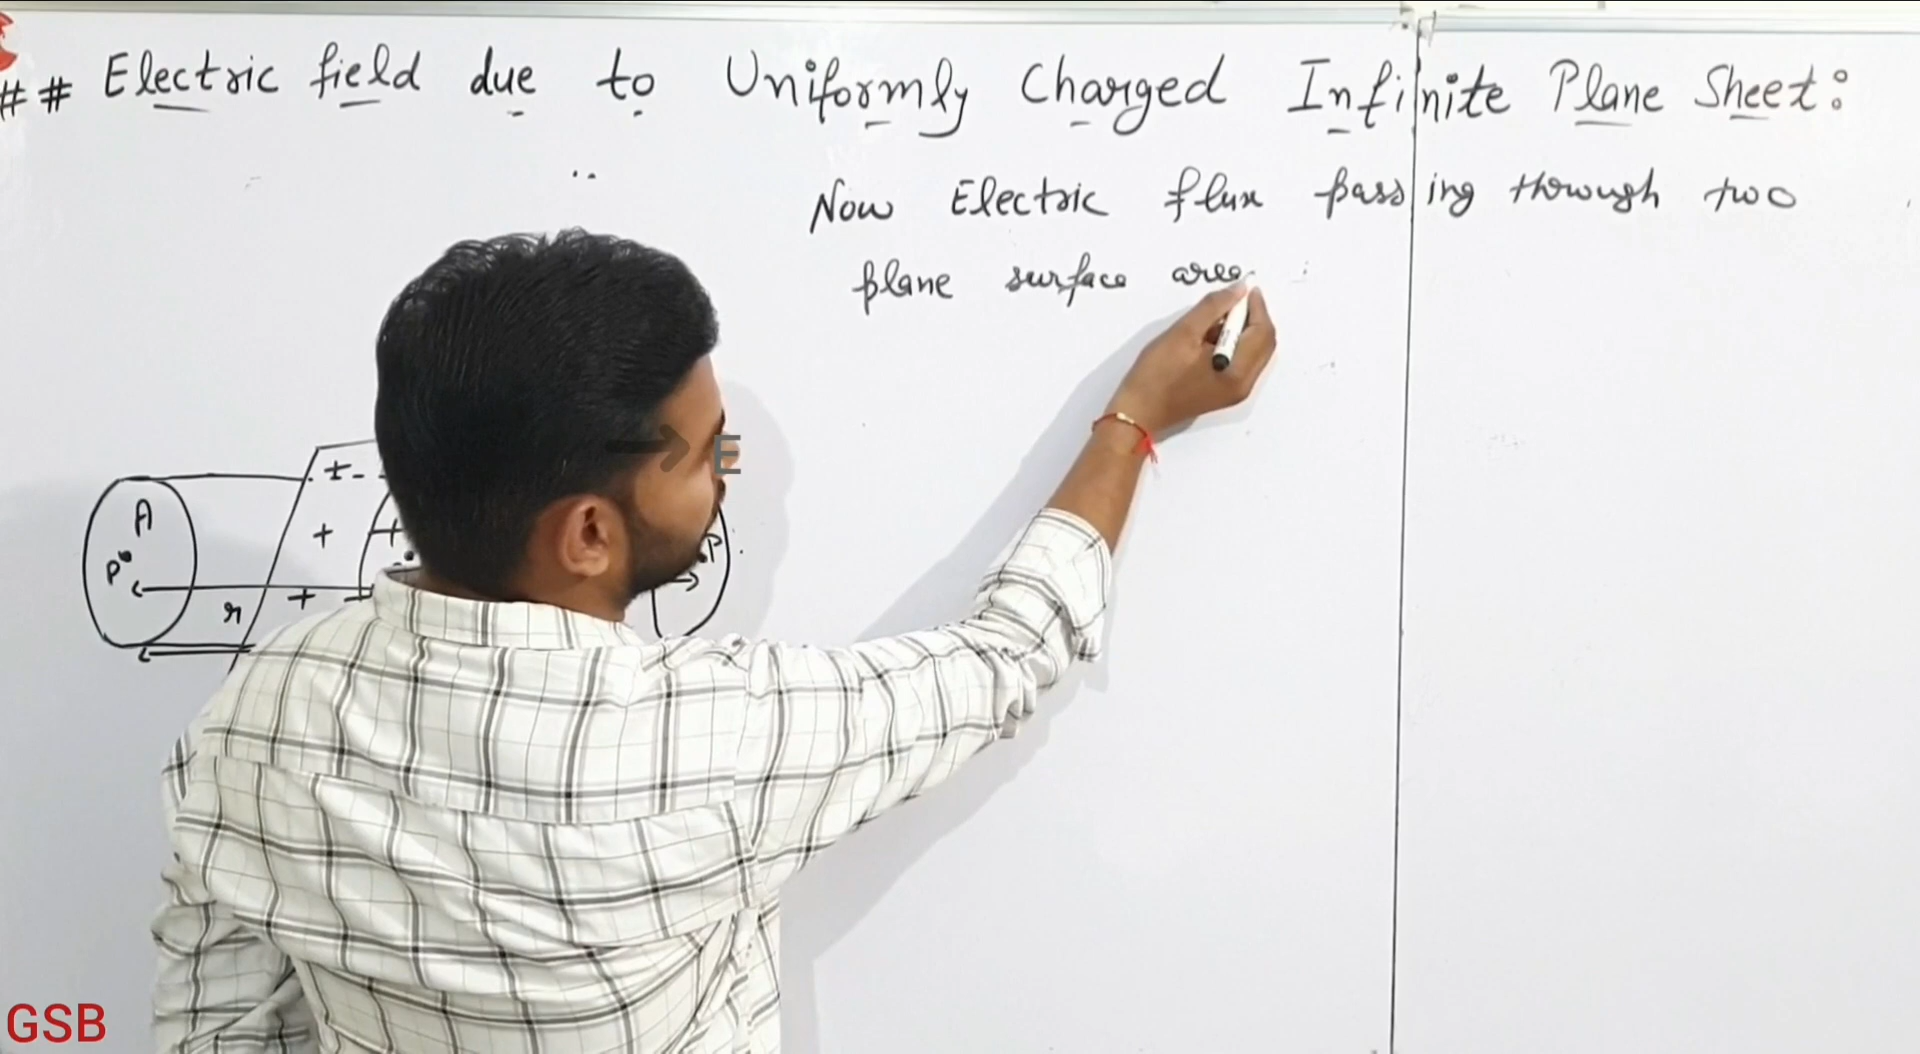 ## Electric field due to Uniformly Charged Infinite Plane Sheet:
Now Electric flux passing through two
plane surface area
E
+ -
A
+ +
P
P
r
+
GSB